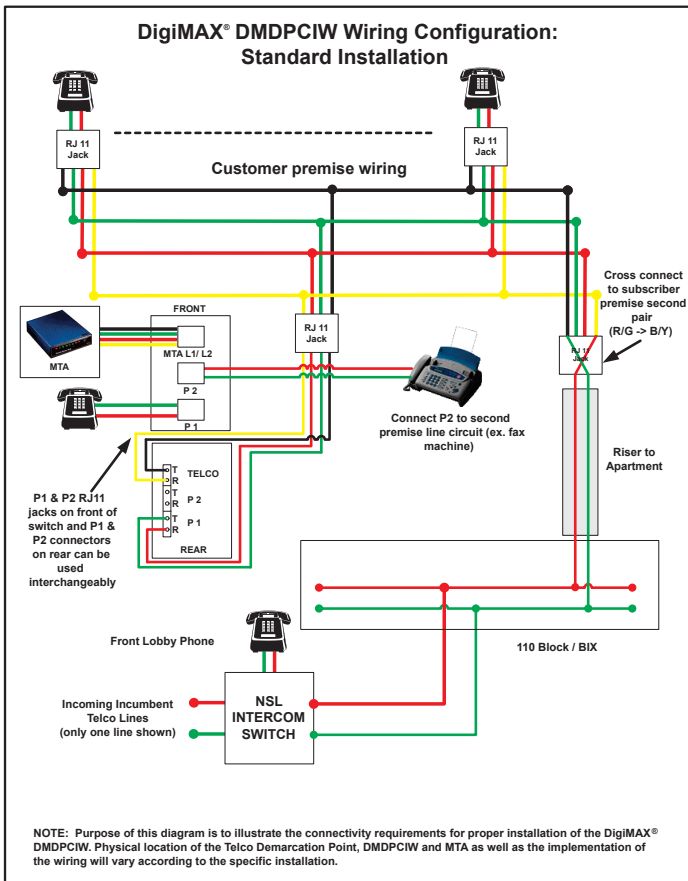 DigiMAX® DMDPCIW Wiring Configuration:
Standard Installation
RJ 11
Jack
RJ 11
Jack
Customer premise wiring
Cross connect
to subscriber
premise second
pair
(R/G -> B/Y)
FRONT
RJ 11
Jack
MTA L1/ L2
MTA
P 2
P 1
RJ 11
Jack
Connect P2 to second
premise line circuit (ex. fax
machine)
Riser to
Apartment
T TELCO
R
T
R P 2
T
R P 1
REAR
P1 & P2 RJ11
jacks on front of
switch and P1 &
P2 connectors
on rear can be
used
interchangeably
110 Block / BIX
Front Lobby Phone
NSL
INTERCOM
SWITCH
Incoming Incumbent
Telco Lines
(only one line shown)
NOTE: Purpose of this diagram is to illustrate the connectivity requirements for proper installation of the DigiMAX®
DMDPCIW. Physical location of the Telco Demarcation Point, DMDPCIW and MTA as well as the implementation of
the wiring will vary according to the specific installation.